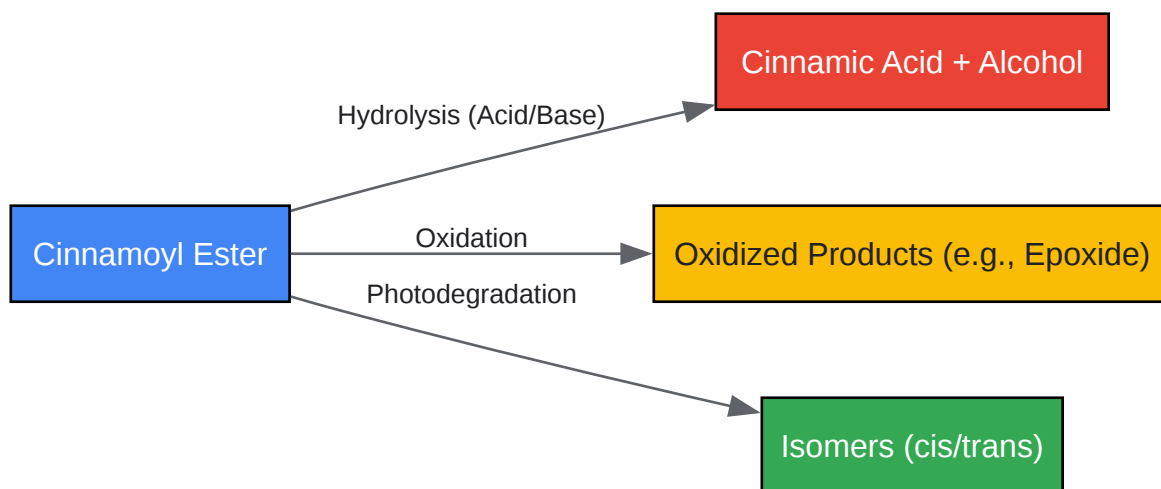 Cinnamic Acid + Alcohol
Hydrolysis (Acid/Base)
Cinnamoyl Ester
Oxidation
Oxidized Products (e.g., Epoxide)
Photodegradation
Isomers (cis/trans)